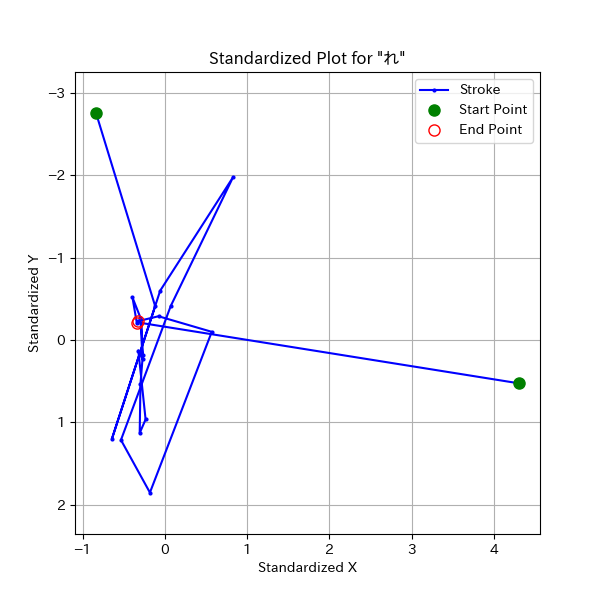 Standardized Plot for "れ"
Stroke
Start Point
End Point
−3
−2
−1
0
1
2
Standardized Y
−1 0 1 2 3 4
Standardized X